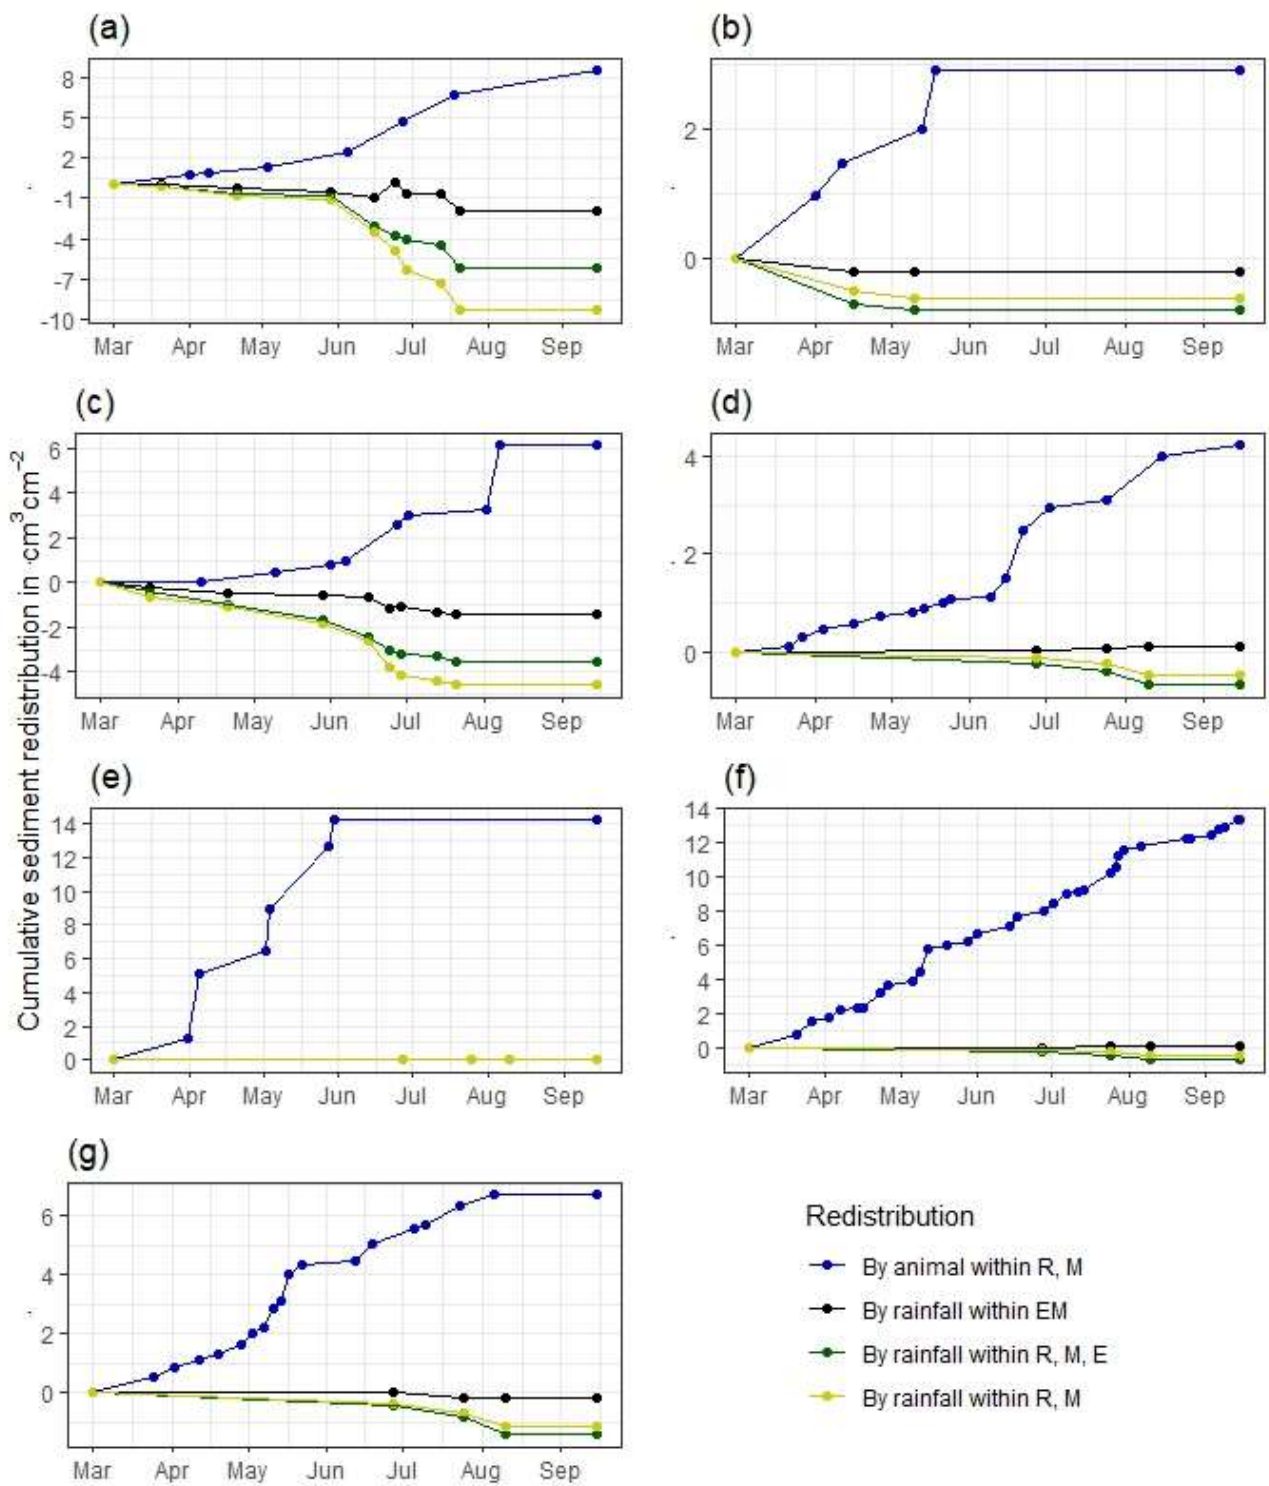 (a)
8
5
2
-1
-4
-7
-10
Mar Apr May Jun Jul Aug Sep
(b)
2
0
Mar Apr May Jun Jul Aug Sep
(c)
6
4
2
0
-2
-4
Mar Apr May Jun Jul Aug Sep
(d)
4
2
0
Mar Apr May Jun Jul Aug Sep
Cumulative sediment redistribution in ·cm³ cm⁻²
(e)
14
12
10
8
6
4
2
0
Mar Apr May Jun Jul Aug Sep
(f)
14
12
10
8
6
4
2
0
Mar Apr May Jun Jul Aug Sep
(g)
6
4
2
0
Mar Apr May Jun Jul Aug Sep
Redistribution
By animal within R, M
By rainfall within EM
By rainfall within R, M, E
By rainfall within R, M